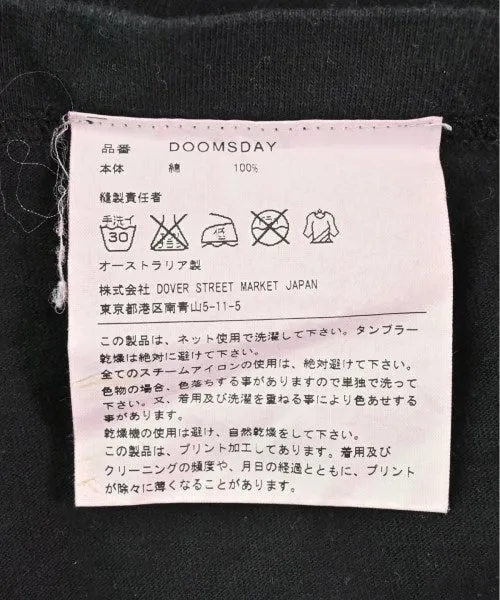 品番 DOOMSDAY
本体 綿 100%
縫製責任者
手洗イ
30
オーストラリア製
株式会社 DOVER STREET MARKET JAPAN
東京都港区南青山5-11-5
この製品は、ネット使用で洗濯して下さい。タンブラー
乾燥は絶対に避けて下さい。
全てのスチームアイロンの使用は、絶対避けて下さい。
色物の場合、色落ちする事がありますので単独で洗って
下さい。又、着用及び洗濯を重ねる事により色あせする
事があります。
乾燥機の使用は避け、自然乾燥をして下さい。
この製品は、プリント加工してあります。着用及び
クリーニングの頻度や、月日の経過とともに、プリント
が徐々に薄くなることがあります。